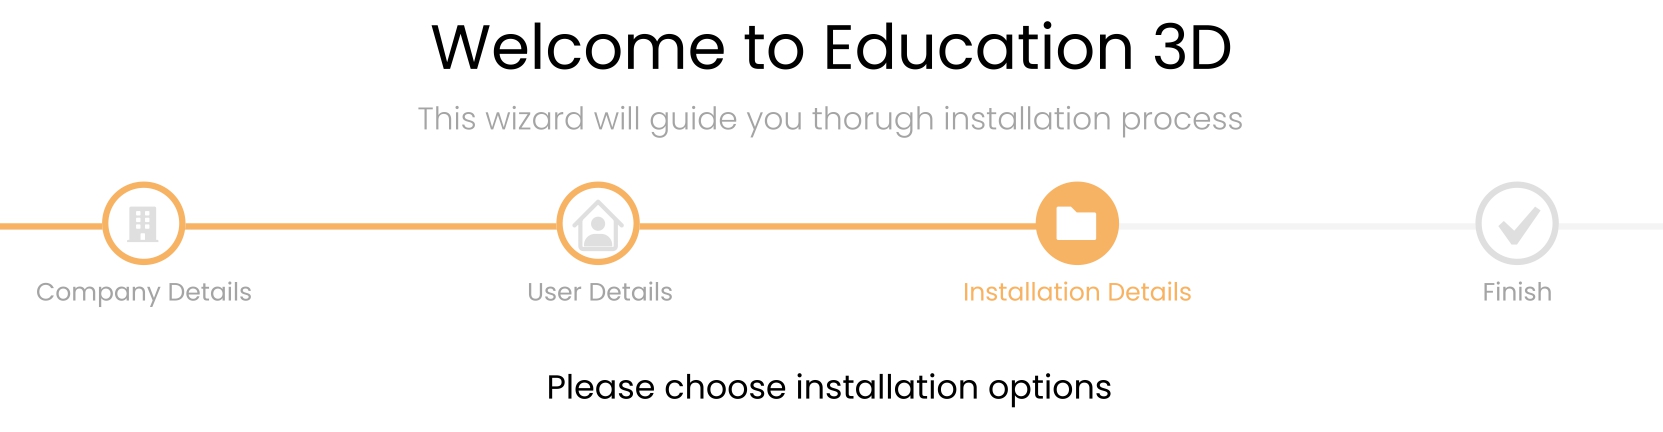 Welcome to Education 3D
This wizard will guide you thorugh installation process
Company Details
User Details
Installation Details
Finish
Please choose installation options